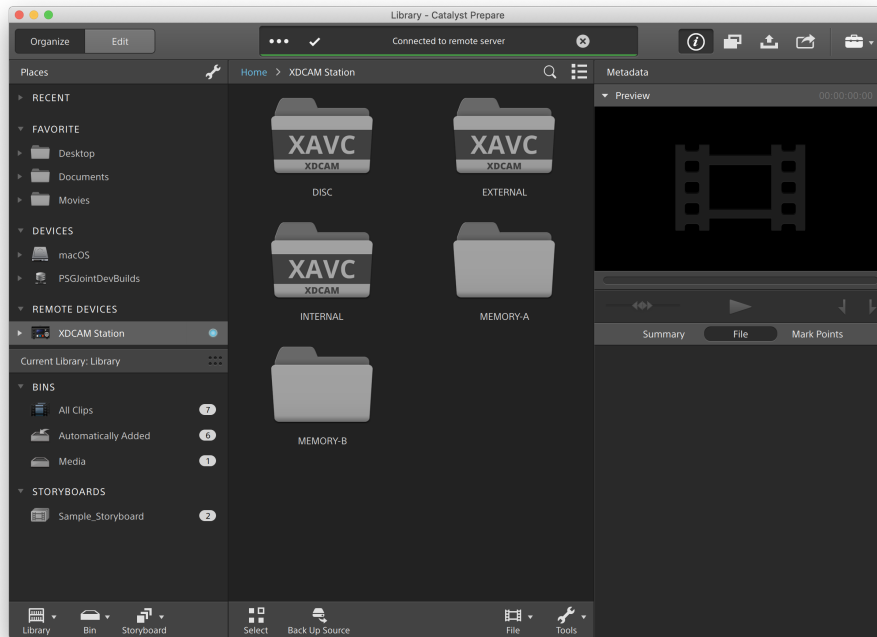 Library - Catalyst Prepare
Organize
Edit
Connected to remote server
Places
Home > XDCAM Station
Metadata
RECENT
FAVORITE
Desktop
Documents
Movies
DEVICES
macOS
PSGJointDevBuilds
REMOTE DEVICES
XDCAM Station
Current Library: Library
BINS
All Clips 7
Automatically Added 6
Media 1
STORYBOARDS
Sample_Storyboard 2
XAVC
XDCAM
DISC
XAVC
XDCAM
EXTERNAL
XAVC
XDCAM
INTERNAL
MEMORY-A
MEMORY-B
Preview 00:00:00:00
Summary
File
Mark Points
Library
Bin
Storyboard
Select
Back Up Source
File
Tools